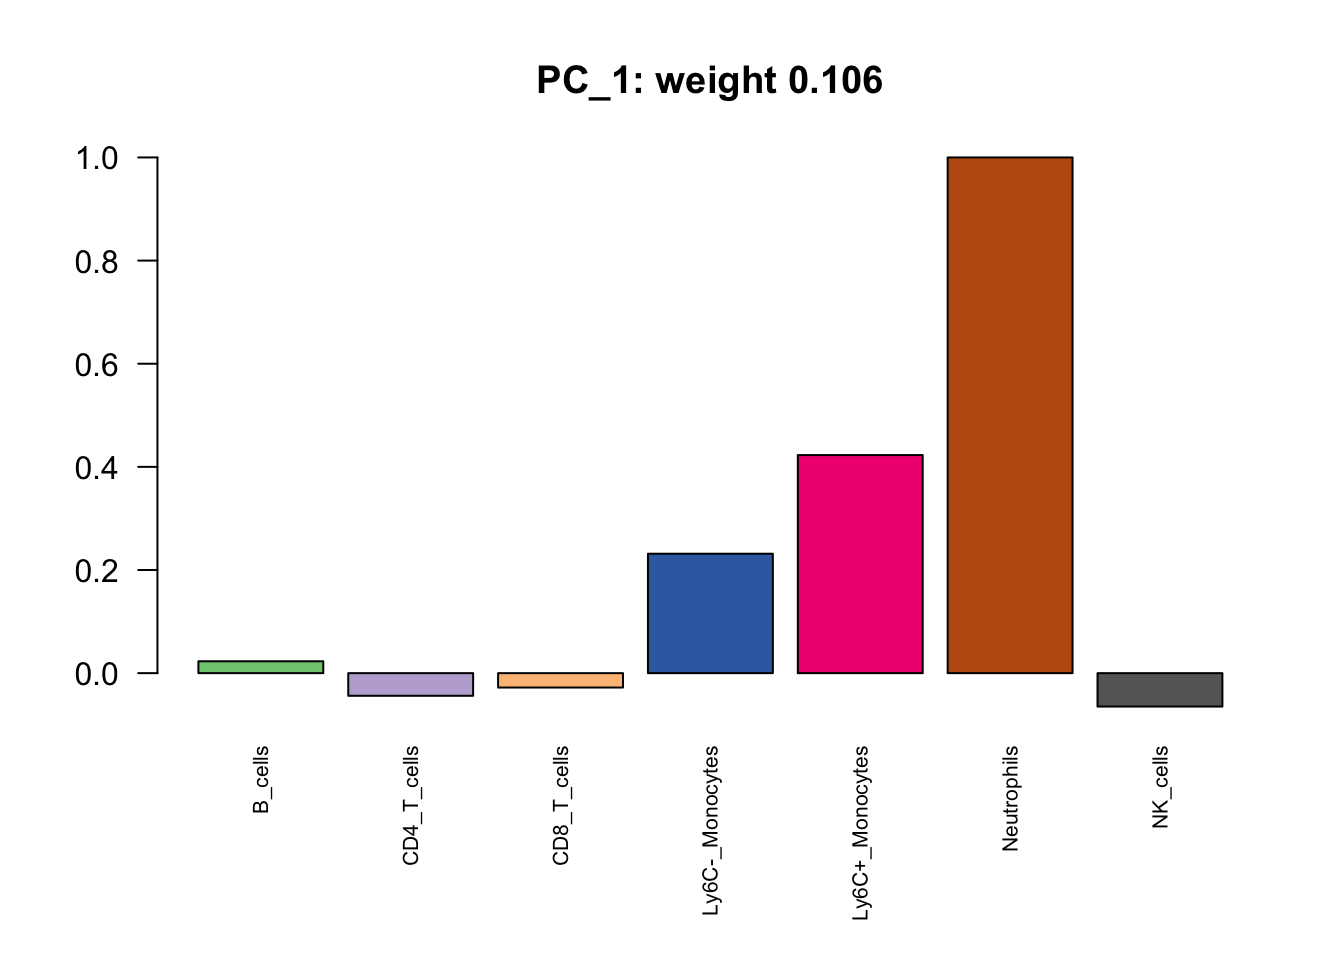 PC_1: weight 0.106
1.0
0.8
0.6
0.4
0.2
0.0
B_cells
CD4_T_cells
CD8_T_cells
Ly6C-_Monocytes
Ly6C+_Monocytes
Neutrophils
NK_cells